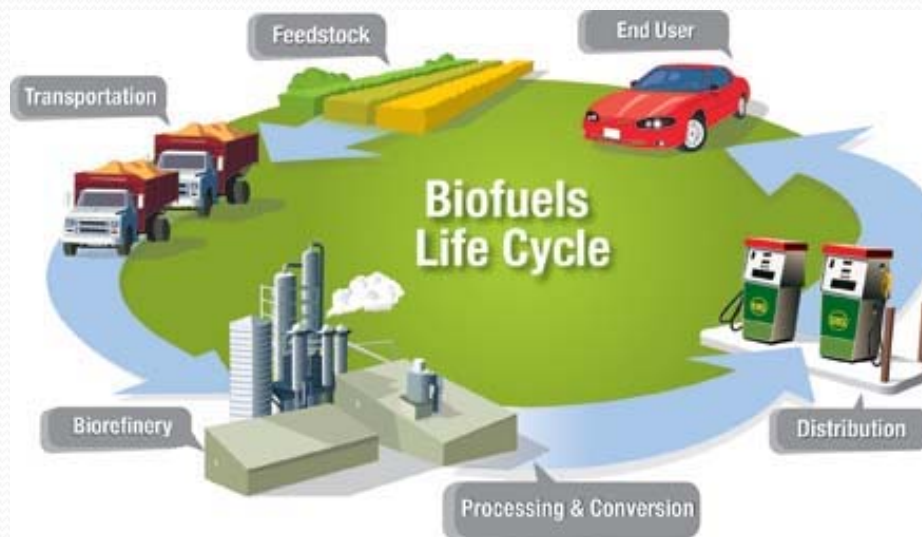 Feedstock
End User
Transportation
Biofuels
Life Cycle
Biorefinery
Distribution
Processing & Conversion